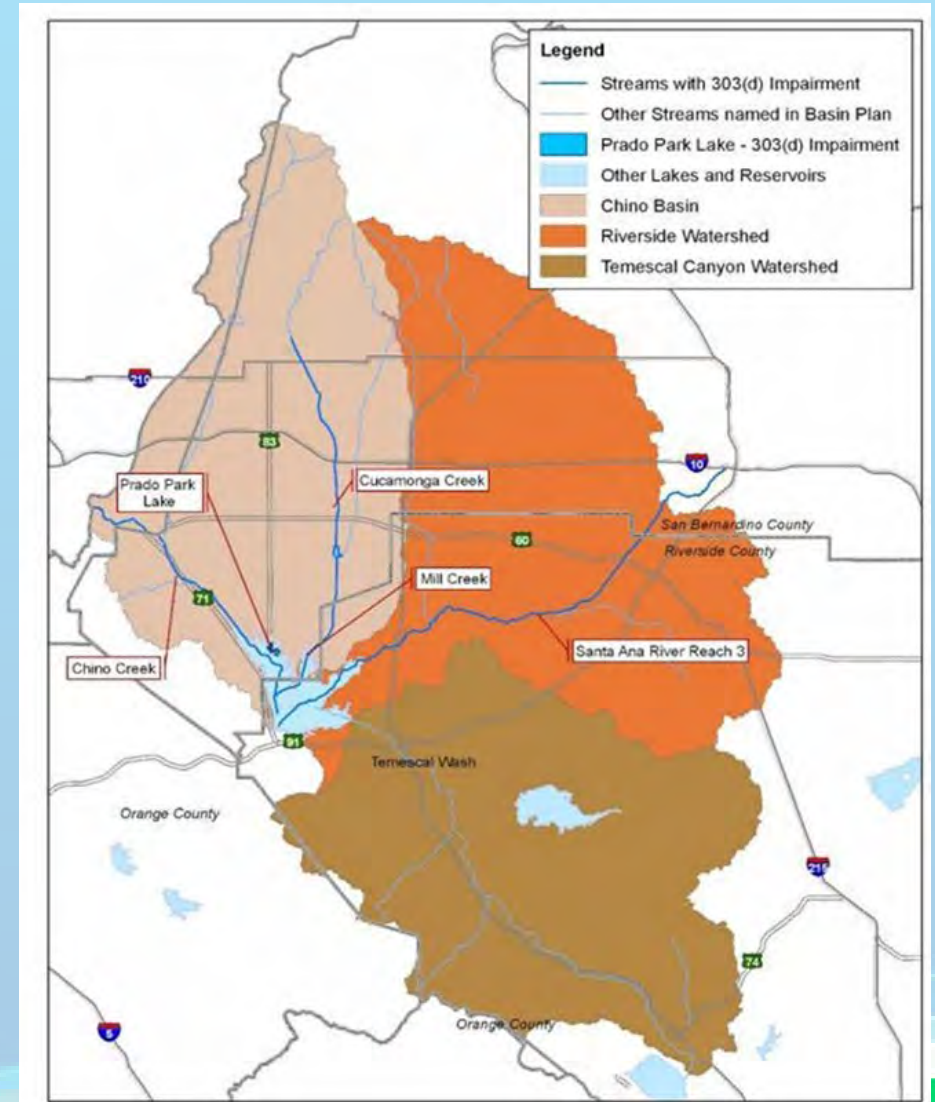 Legend
Streams with 303(d) Impairment
Other Streams named in Basin Plan
Prado Park Lake - 303(d) Impairment
Other Lakes and Reservoirs
Chino Basin
Riverside Watershed
Temescal Canyon Watershed
210
83
10
Prado Park
Lake
Cucamonga Creek
San Bernardino County
60
Riverside County
Mill Creek
71
Santa Ana River Reach 3
Chino Creek
91
Temescal Wash
Orange County
215
74
Orange County
5